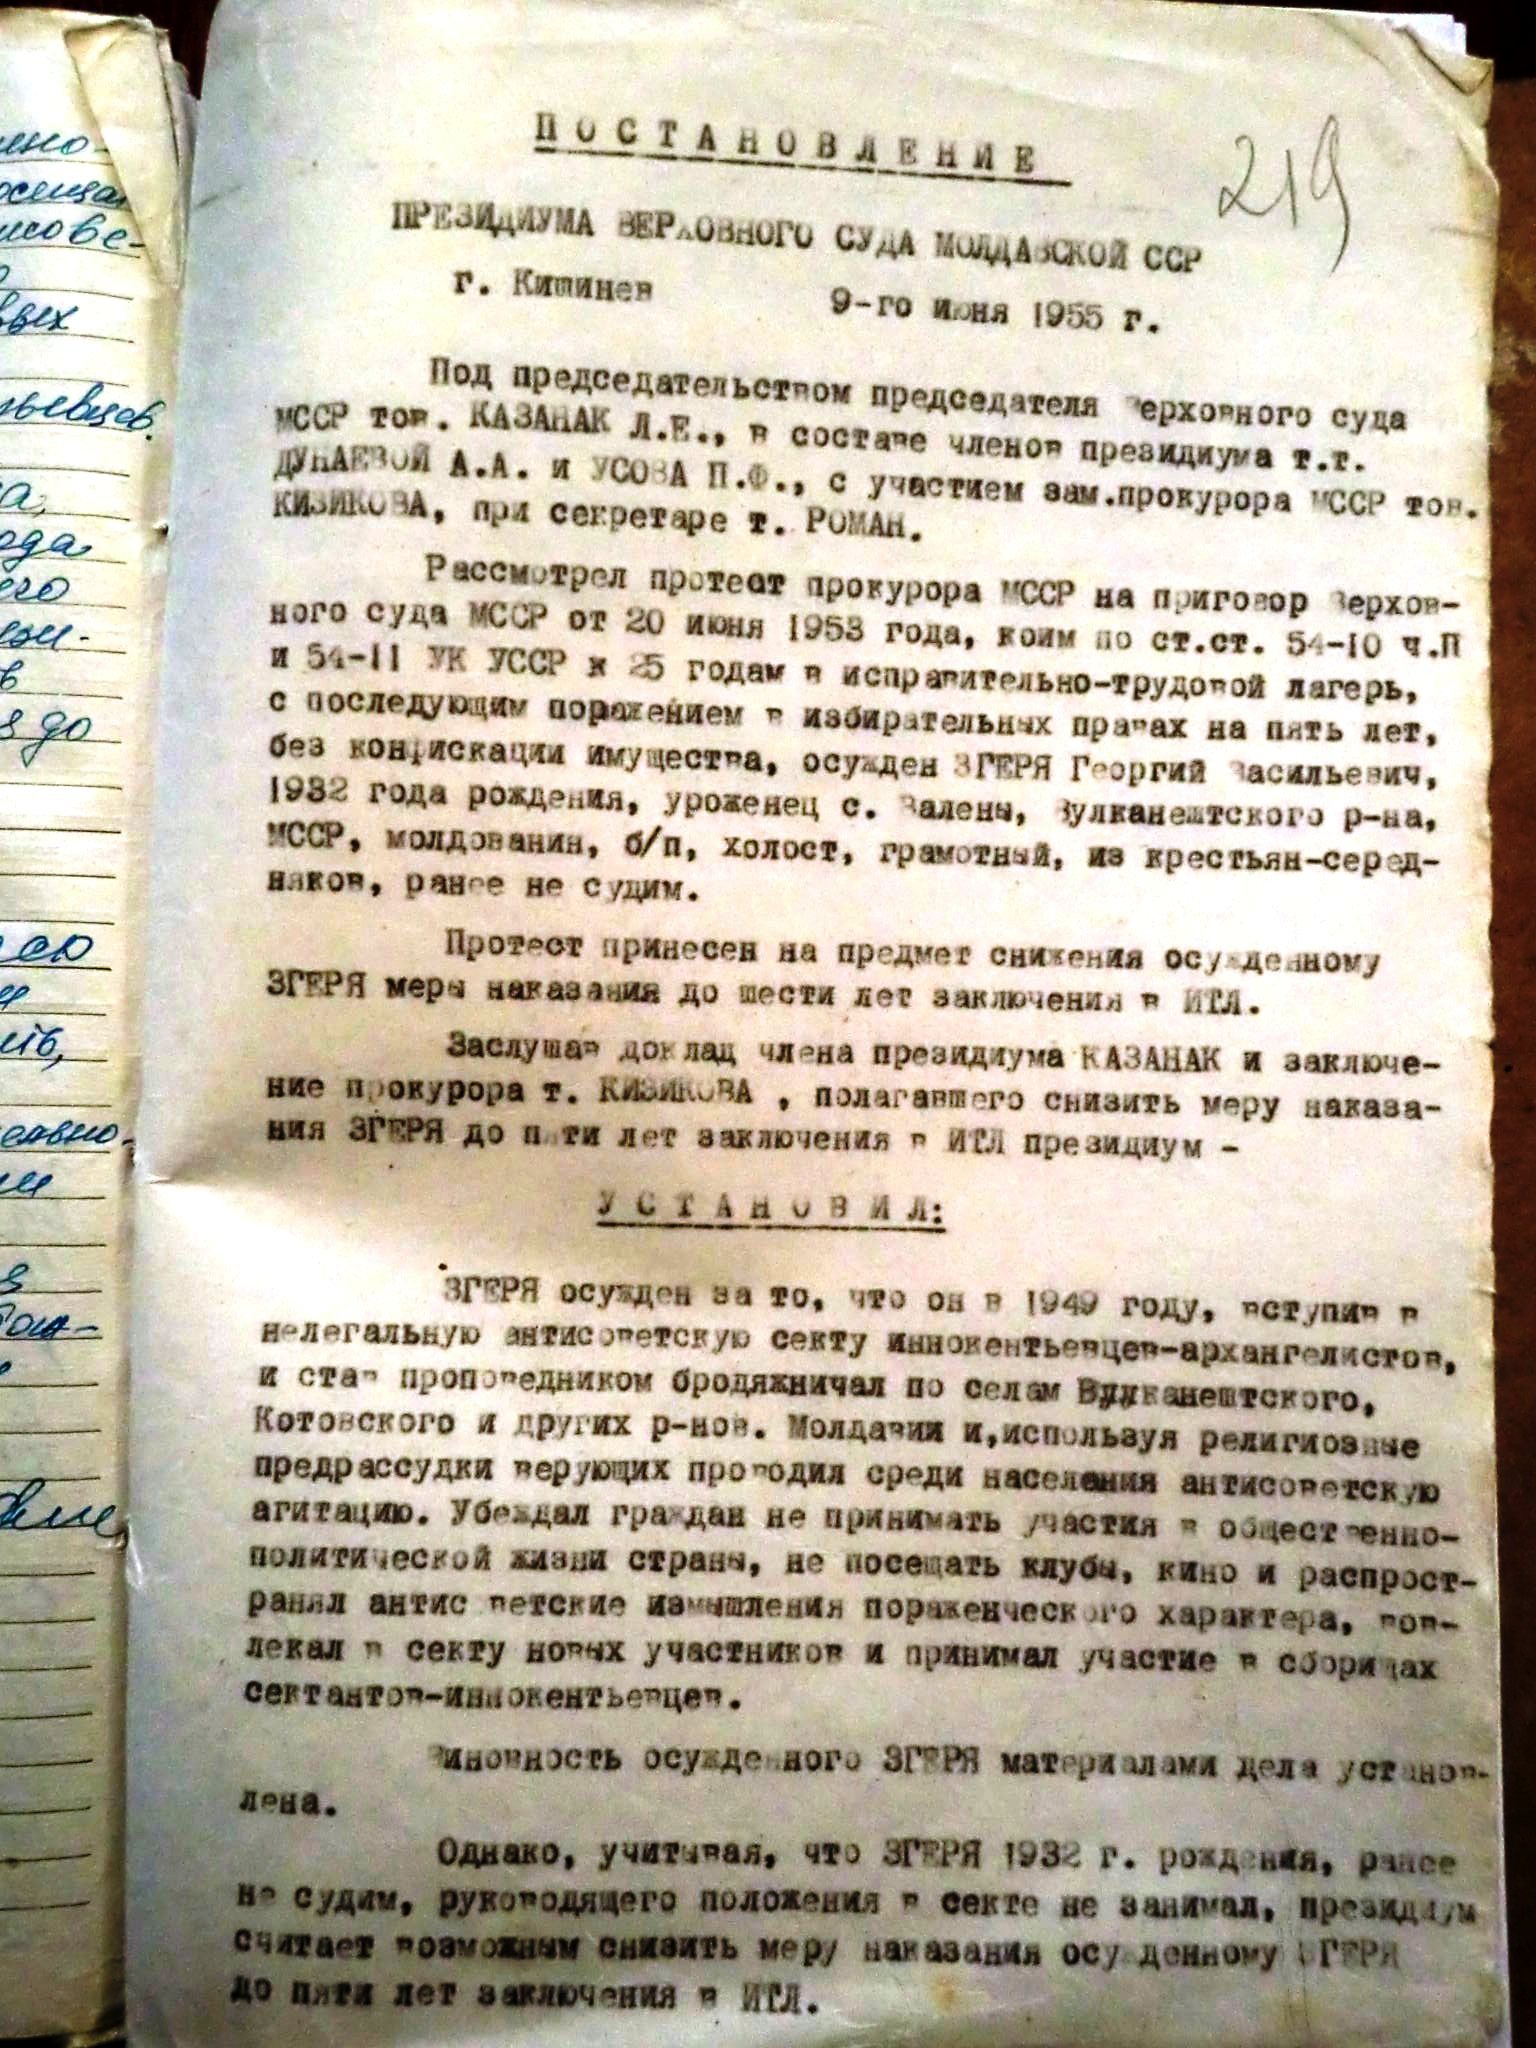 ПОСТАНОВЛЕНИЕ
219
ПРЕЗИДИУМА ВЕРХОВНОГО СУДА МОЛДАВСКОЙ ССР
г. Кишинев 9-го июня 1955 г.
Под председательством председателя Верховного суда
МССР тов. КАЗАНАК Л.Е., в составе членов президиума т.т.
ДУНАЕВОЙ А.А. и УСОВА П.Ф., с участием зам.прокурора МССР тов.
КИЗИКОВА, при секретаре т. РОМАН.
Рассмотрел протест прокурора МССР на приговор Верхов-
ного суда МССР от 20 июня 1953 года, коим по ст.ст. 54-10 ч.П
и 54-11 УК УССР к 25 годам в исправительно-трудовой лагерь,
с последующим поражением в избирательных правах на пять лет,
без конфискации имущества, осужден ЗГЕРЯ Георгий Васильевич,
1932 года рождения, уроженец с. Валены, Вулканештского р-на,
МССР, молдованин, б/п, холост, грамотный, из крестьян-серед-
няков, ранее не судим.
Протест принесен на предмет снижения осужденному
ЗГЕРЯ меры наказания до шести лет заключения в ИТЛ.
Заслушав доклад члена президиума КАЗАНАК и заключе-
ние прокурора т. КИЗИКОВА , полагавшего снизить меру наказа-
ния ЗГЕРЯ до пяти лет заключения в ИТЛ президиум -
УСТАНОВИЛ:
ЗГЕРЯ осужден за то, что он в 1949 году, вступив в
нелегальную антисоветскую секту иннокентьевцев-архангелистов,
и став проповедником бродяжничал по селам Вулканештского,
Котовского и других р-нов. Молдавии и,используя религиозные
предрассудки верующих проводил среди населения антисоветскую
агитацию. Убеждал граждан не принимать участия в общественно-
политической жизни страны, не посещать клубы, кино и распрост-
ранял антисоветские измышления пораженческого характера, вов-
лекал в секту новых участников и принимал участие в сборищах
сектантов-иннокентьевцев.
Виновность осужденного ЗГЕРЯ материалами дела установ-
лена.
Однако, учитывая, что ЗГЕРЯ 1932 г. рождения, ранее
не судим, руководящего положения в секте не занимал, президиум
считает возможным снизить меру наказания осужденному ЗГЕРЯ
до пяти лет заключения в ИТЛ.